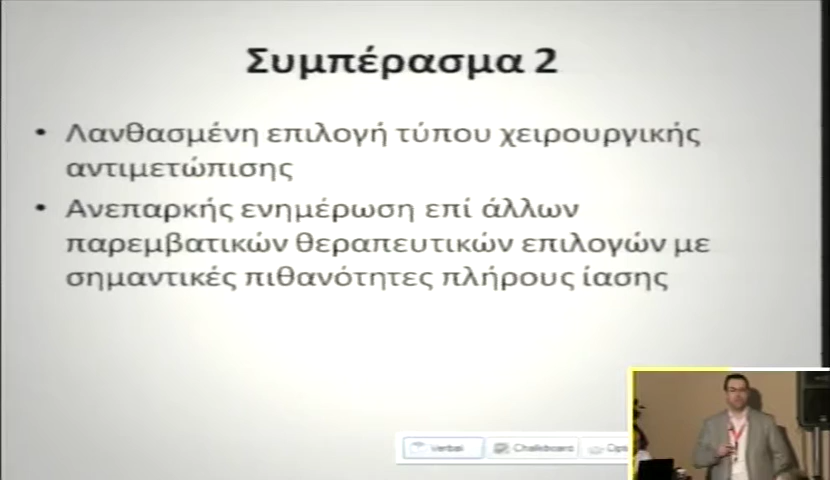 Συμπέρασμα 2
• Λανθασμένη επιλογή τύπου χειρουργικής
αντιμετώπισης
• Ανεπαρκής ενημέρωση επί άλλων
παρεμβατικών θεραπευτικών επιλογών με
σημαντικές πιθανότητες πλήρους ίασης
Verbal Chalkboard